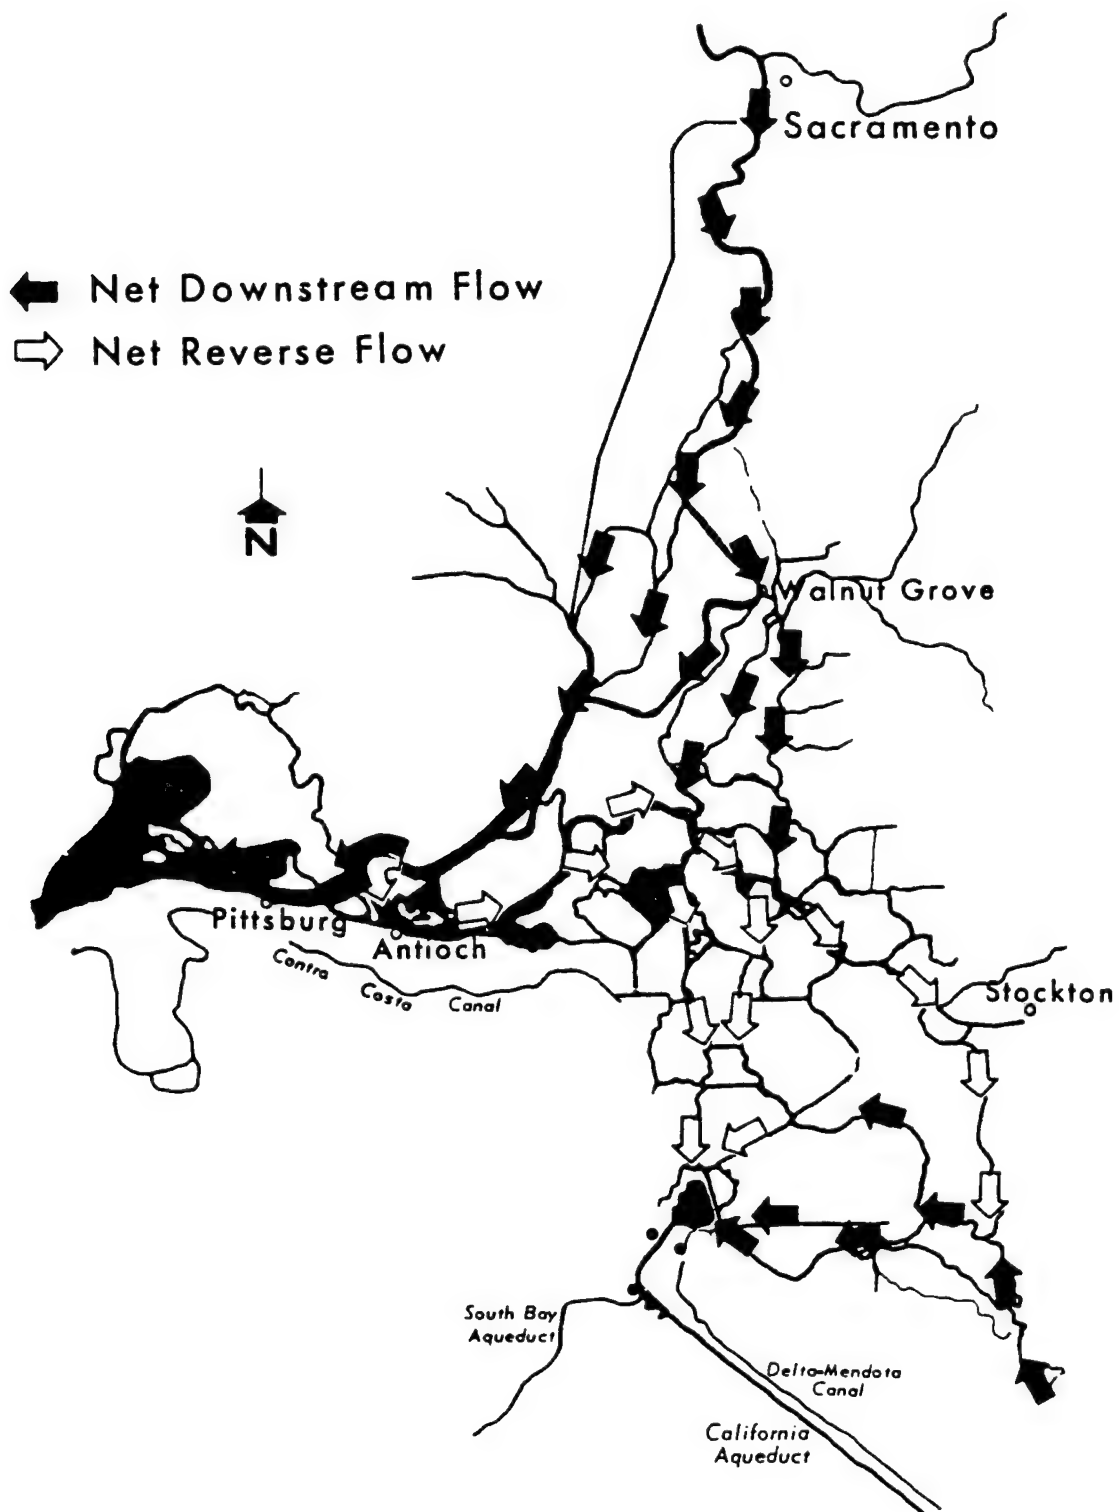 Sacramento
Net Downstream Flow
Net Reverse Flow
N
Walnut Grove
Pittsburg
Antioch
Contra Costa Canal
Stockton
South Bay
Aqueduct
Delta-Mendota
Canal
California
Aqueduct